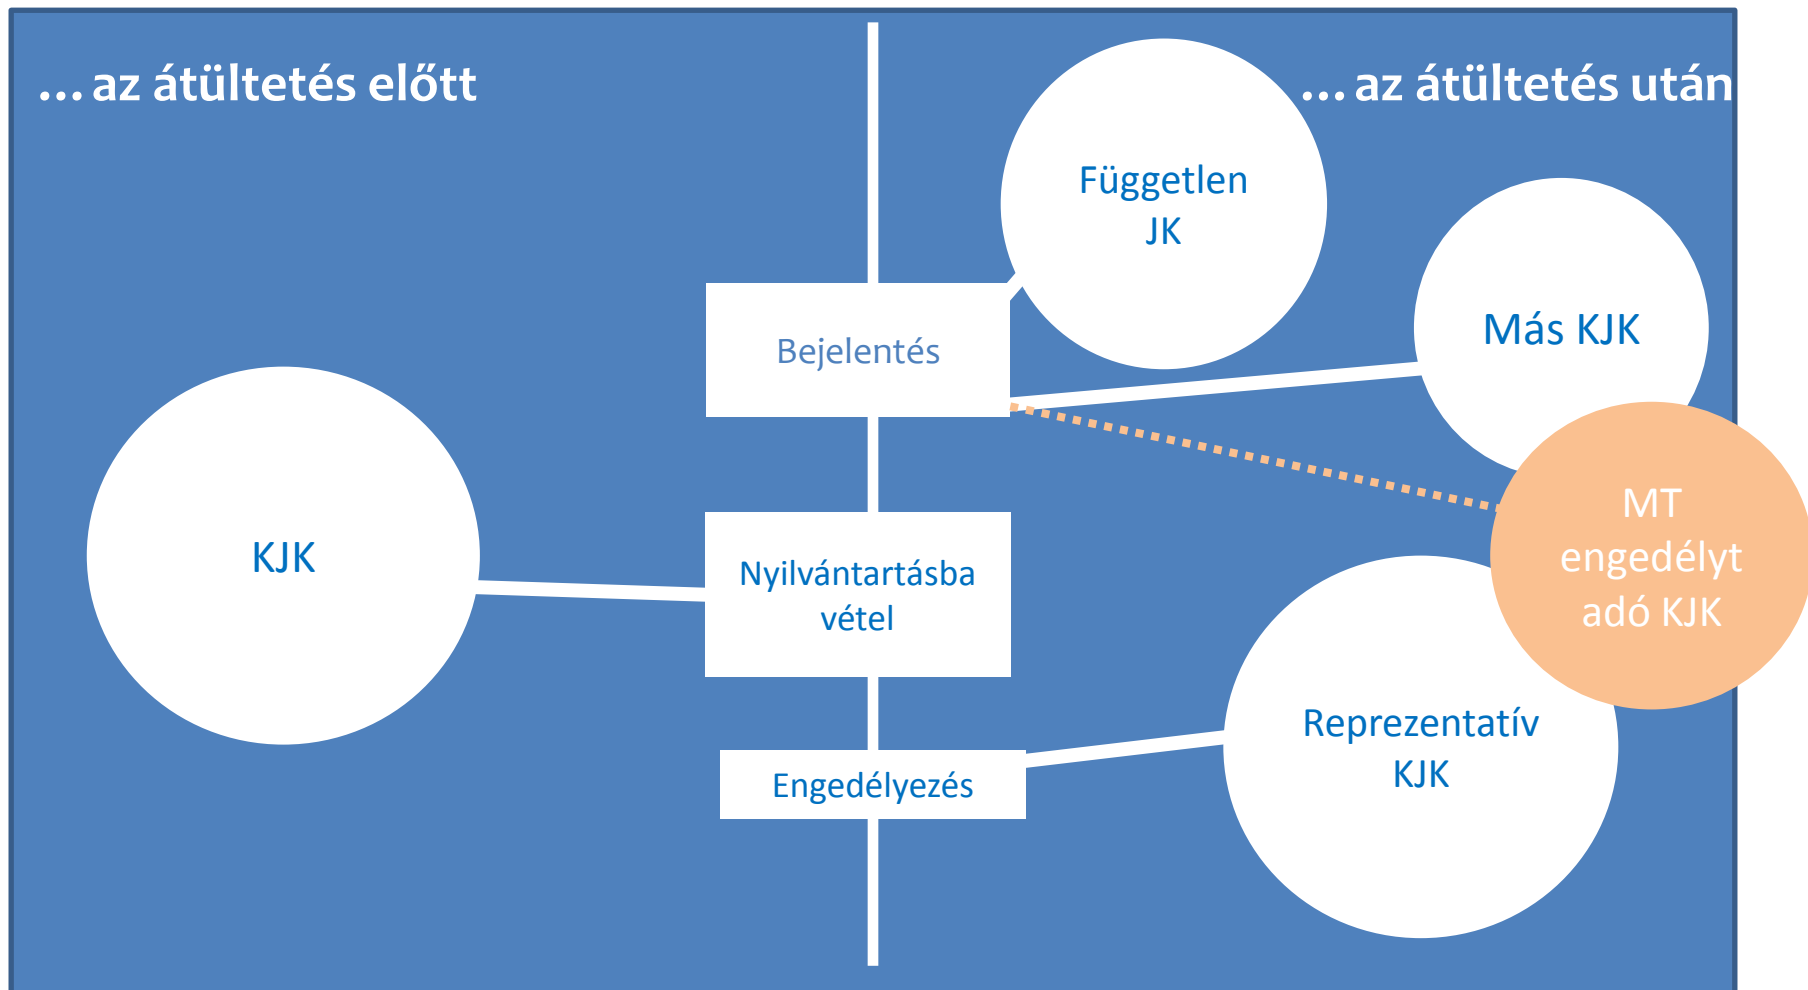 ... az átültetés előtt
... az átültetés után
Független
JK
Más KJK
Bejelentés
MT
engedélyt
adó KJK
KJK
Nyilvántartásba
vétel
Reprezentatív
KJK
Engedélyezés